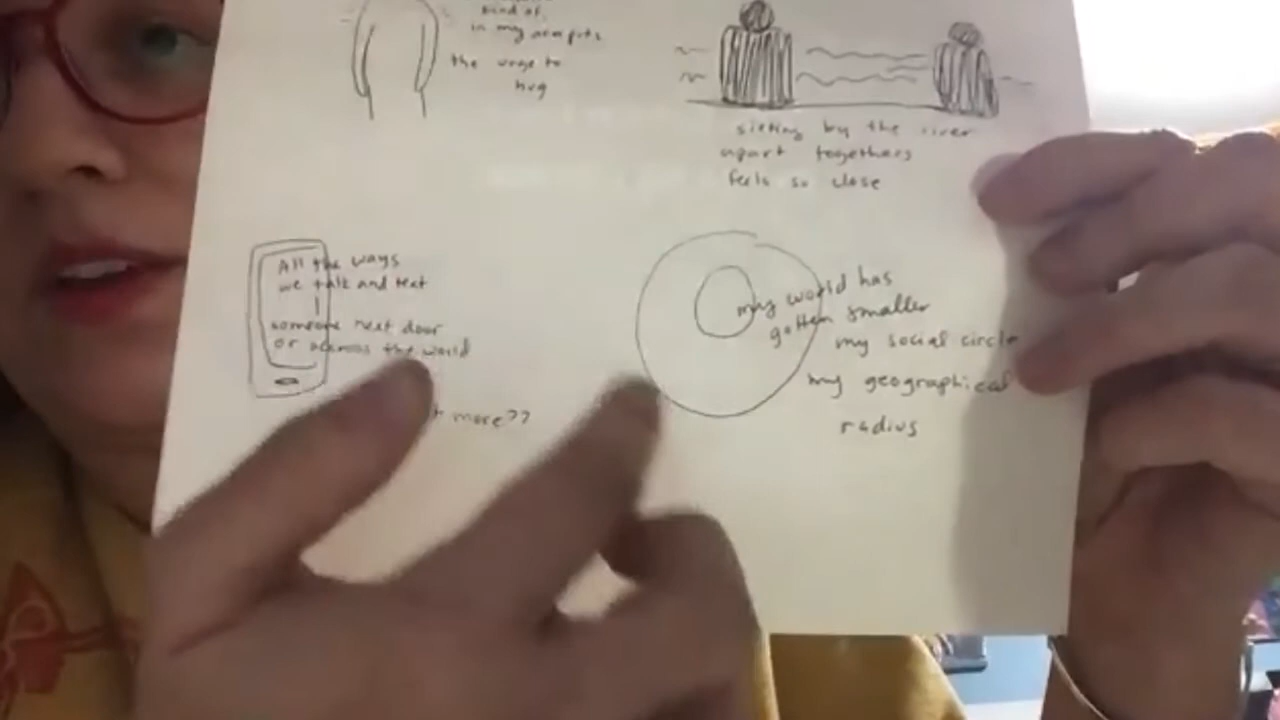 kind of,
in my armpits
the urge to
hug
sitting by the river
apart togethers
feels so close
All the ways
we talk and text
someone next door
or accross the world
more??
my world has
gotten smaller
my social circle
my geographical
radius